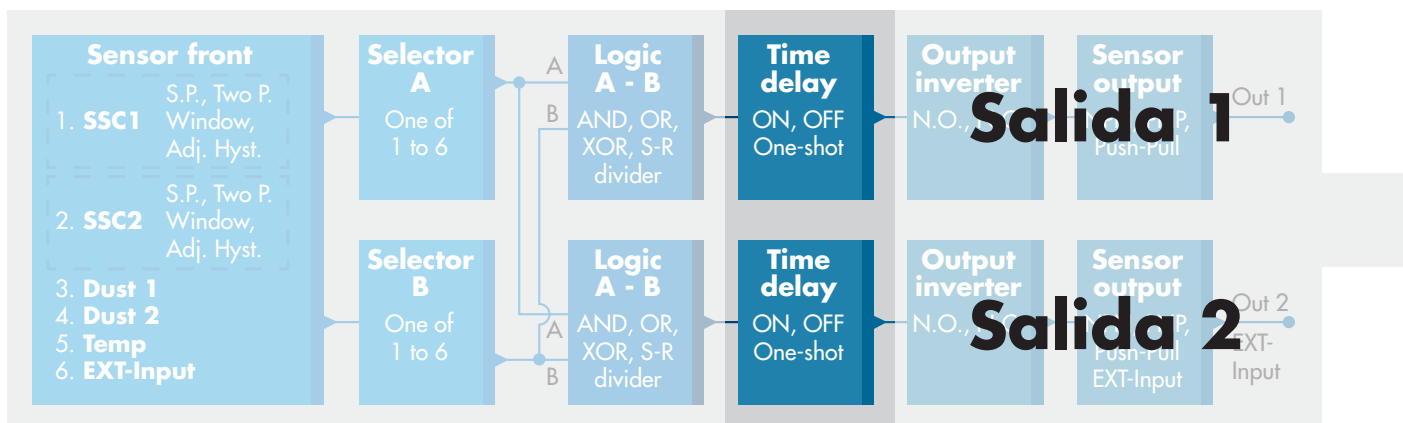 Sensor front
1. SSC1
S.P., Two P.
Window,
Adj. Hyst.
2. SSC2
S.P., Two P.
Window,
Adj. Hyst.
3. Dust 1
4. Dust 2
5. Temp
6. EXT-Input
Selector
A
One of
1 to 6
Selector
B
One of
1 to 6
A
B
Logic
A - B
AND, OR,
XOR, S-R
divider
Time
delay
ON, OFF
One-shot
Output
inverter
N.O.,
Sensor
output
Push-Pull
Out 1
Salida 1
A
B
Logic
A - B
AND, OR,
XOR, S-R
divider
Time
delay
ON, OFF
One-shot
Output
inverter
N.O.,
Sensor
output
Push-Pull
EXT-Input
Out 2
EXT-
Input
Salida 2